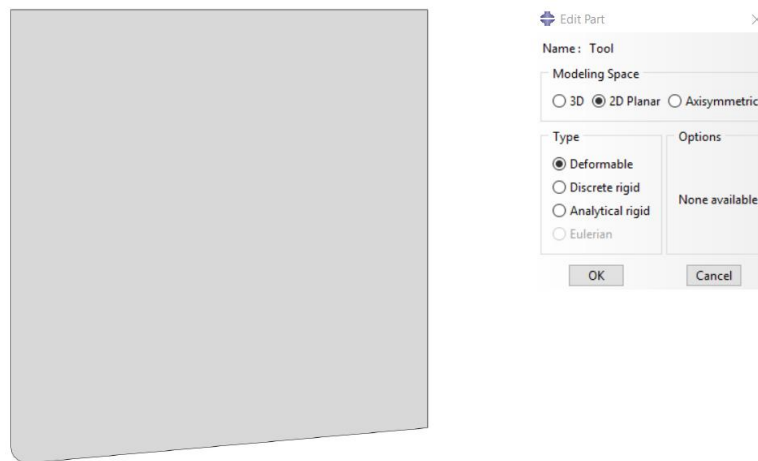 Edit Part
Name: Tool
Modeling Space
3D 2D Planar Axisymmetric
Type
Options
Deformable
Discrete rigid
Analytical rigid
Eulerian
None available
OK Cancel